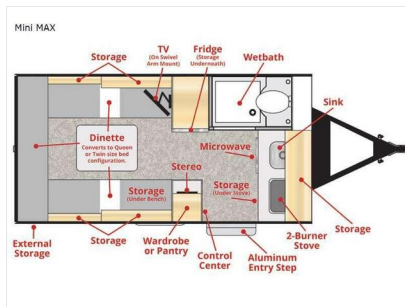 Mini MAX
Storage
TV
(On Swivel
Arm Mount)
Fridge
(Storage
Underneath)
Wetbath
Sink
Dinette
Converts to Queen
or Twin size bed
configuration.
Microwave
Stereo
Storage
(Under Bench)
Storage
(Under Stove)
External
Storage
Storage
Wardrobe
or Pantry
Control
Center
Aluminum
Entry Step
2-Burner
Stove
Storage